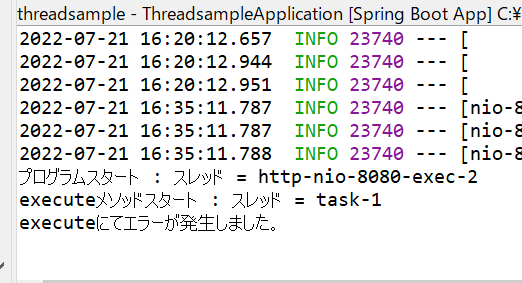 threadsample - ThreadsampleApplication [Spring Boot App] C:¥
2022-07-21 16:20:12.657  INFO 23740 --- [
2022-07-21 16:20:12.944  INFO 23740 --- [
2022-07-21 16:20:12.951  INFO 23740 --- [
2022-07-21 16:35:11.787  INFO 23740 --- [nio-8
2022-07-21 16:35:11.787  INFO 23740 --- [nio-8
2022-07-21 16:35:11.788  INFO 23740 --- [nio-8
プログラムスタート : スレッド = http-nio-8080-exec-2
executeメソッドスタート : スレッド = task-1
executeにてエラーが発生しました。